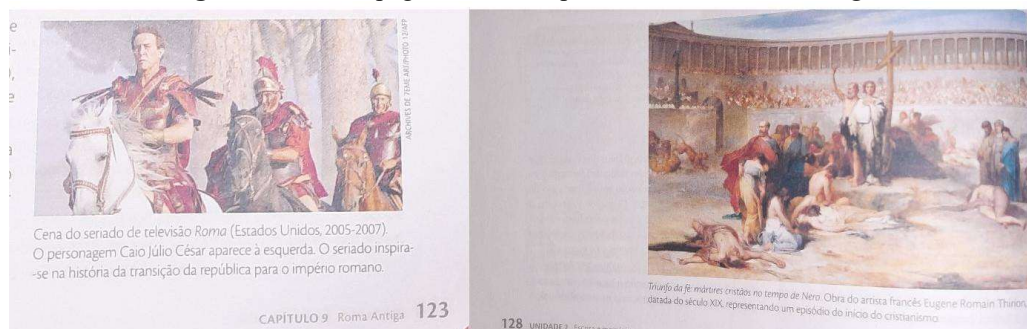 ARCHIVES DE 7EME ART/PHOTO 12/AFP
Cena do seriado de televisão Roma (Estados Unidos, 2005-2007).
O personagem Caio Júlio César aparece à esquerda. O seriado inspira-
-se na história da transição da república para o império romano.
CAPÍTULO 9 Roma Antiga 123
Triunfo da fé: mártires cristãos no tempo de Nero. Obra do artista francês Eugene Romain Thirion,
datada do século XIX, representando um episódio do início do cristianismo.
128 UNIDADE 2